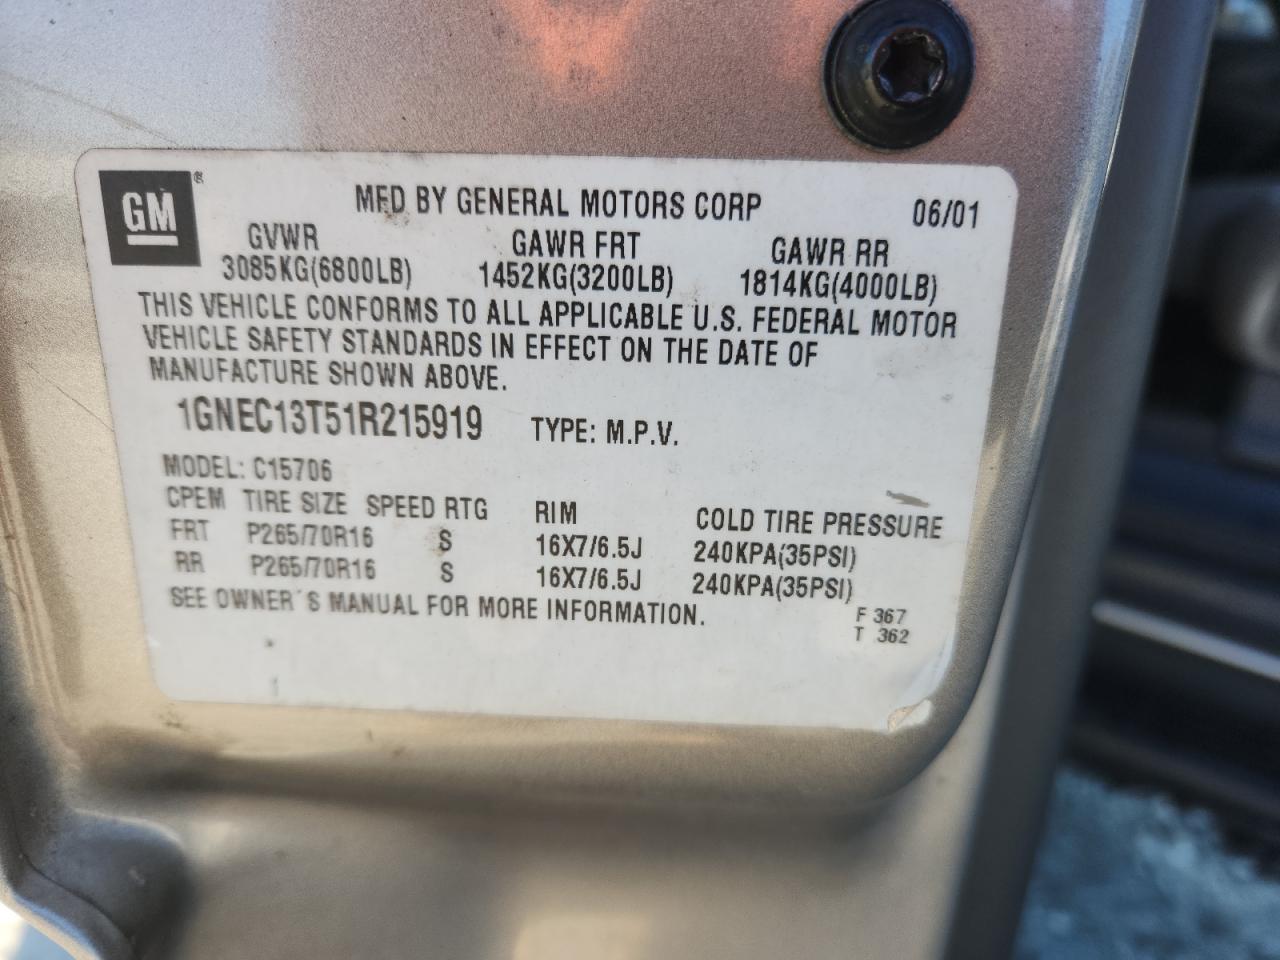 GM ®
MFD BY GENERAL MOTORS CORP 06/01
GVWR GAWR FRT GAWR RR
3085KG(6800LB) 1452KG(3200LB) 1814KG(4000LB)
THIS VEHICLE CONFORMS TO ALL APPLICABLE U.S. FEDERAL MOTOR
VEHICLE SAFETY STANDARDS IN EFFECT ON THE DATE OF
MANUFACTURE SHOWN ABOVE.
1GNEC13T51R215919 TYPE: M.P.V.
MODEL: C15706
CPEM TIRE SIZE SPEED RTG RIM COLD TIRE PRESSURE
FRT P265/70R16 S 16X7/6.5J 240KPA(35PSI)
RR P265/70R16 S 16X7/6.5J 240KPA(35PSI)
SEE OWNER´S MANUAL FOR MORE INFORMATION.
F 367
T 362